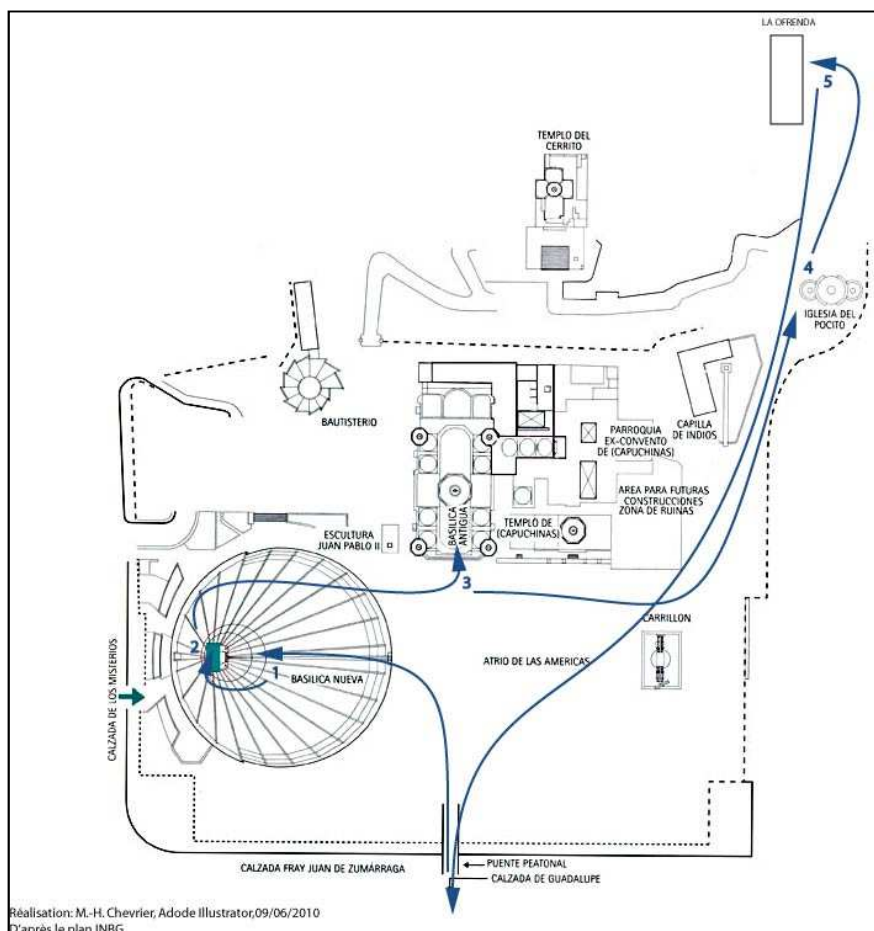 LA OFRENDA
5
TEMPLO DEL
CERRITO
4
IGLESIA DEL
POCITO
BAUTISTERIO
PARROQUIA
EX-CONVENTO
DE (CAPUCHINAS)
CAPILLA
DE INDIOS
AREA PARA FUTURAS
CONSTRUCCIONES
ZONA DE RUINAS
BASILICA
ANTIGUA
TEMPLO DE
(CAPUCHINAS)
ESCULTURA
JUAN PABLO II
3
CARRILLON
2
1
BASILICA NUEVA
ATRIO DE LAS AMERICAS
CALZADA DE LOS MISTERIOS
CALZADA FRAY JUAN DE ZUMÁRRAGA
PUENTE PEATONAL
CALZADA DE GUADALUPE
Réalisation: M.-H. Chevrier, Adode Illustrator,09/06/2010
D'après le plan INBG